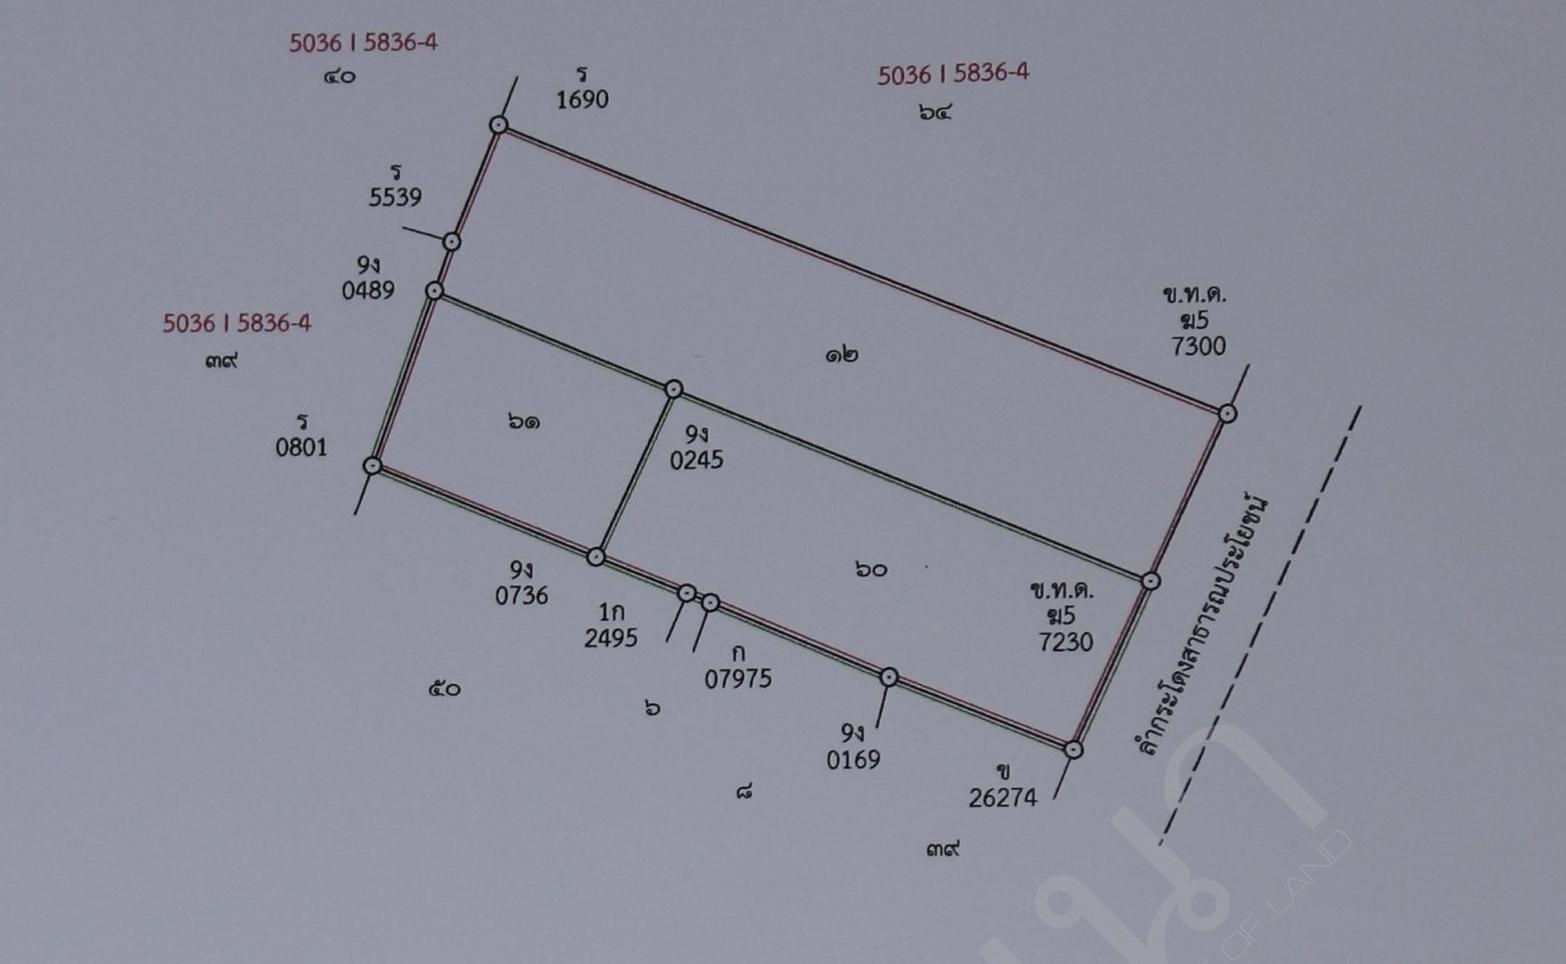 5036 I 5836-4
๔๐
ร
1690
5036 I 5836-4
๖๔
ร
5539
9ง
0489
5036 I 5836-4
๓๙
ข.ท.ด.
ฆ5
7300
๑๒
ร
0801
๖๑
9ง
0245
ลำกระโดงสาธารณประโยชน์
9ง
0736
1ก
2495
๖๐
ข.ท.ด.
ฆ5
7230
ก
07975
๕๐
๖
9ง
0169
๘
ข
26274
๓๙
OF LAND